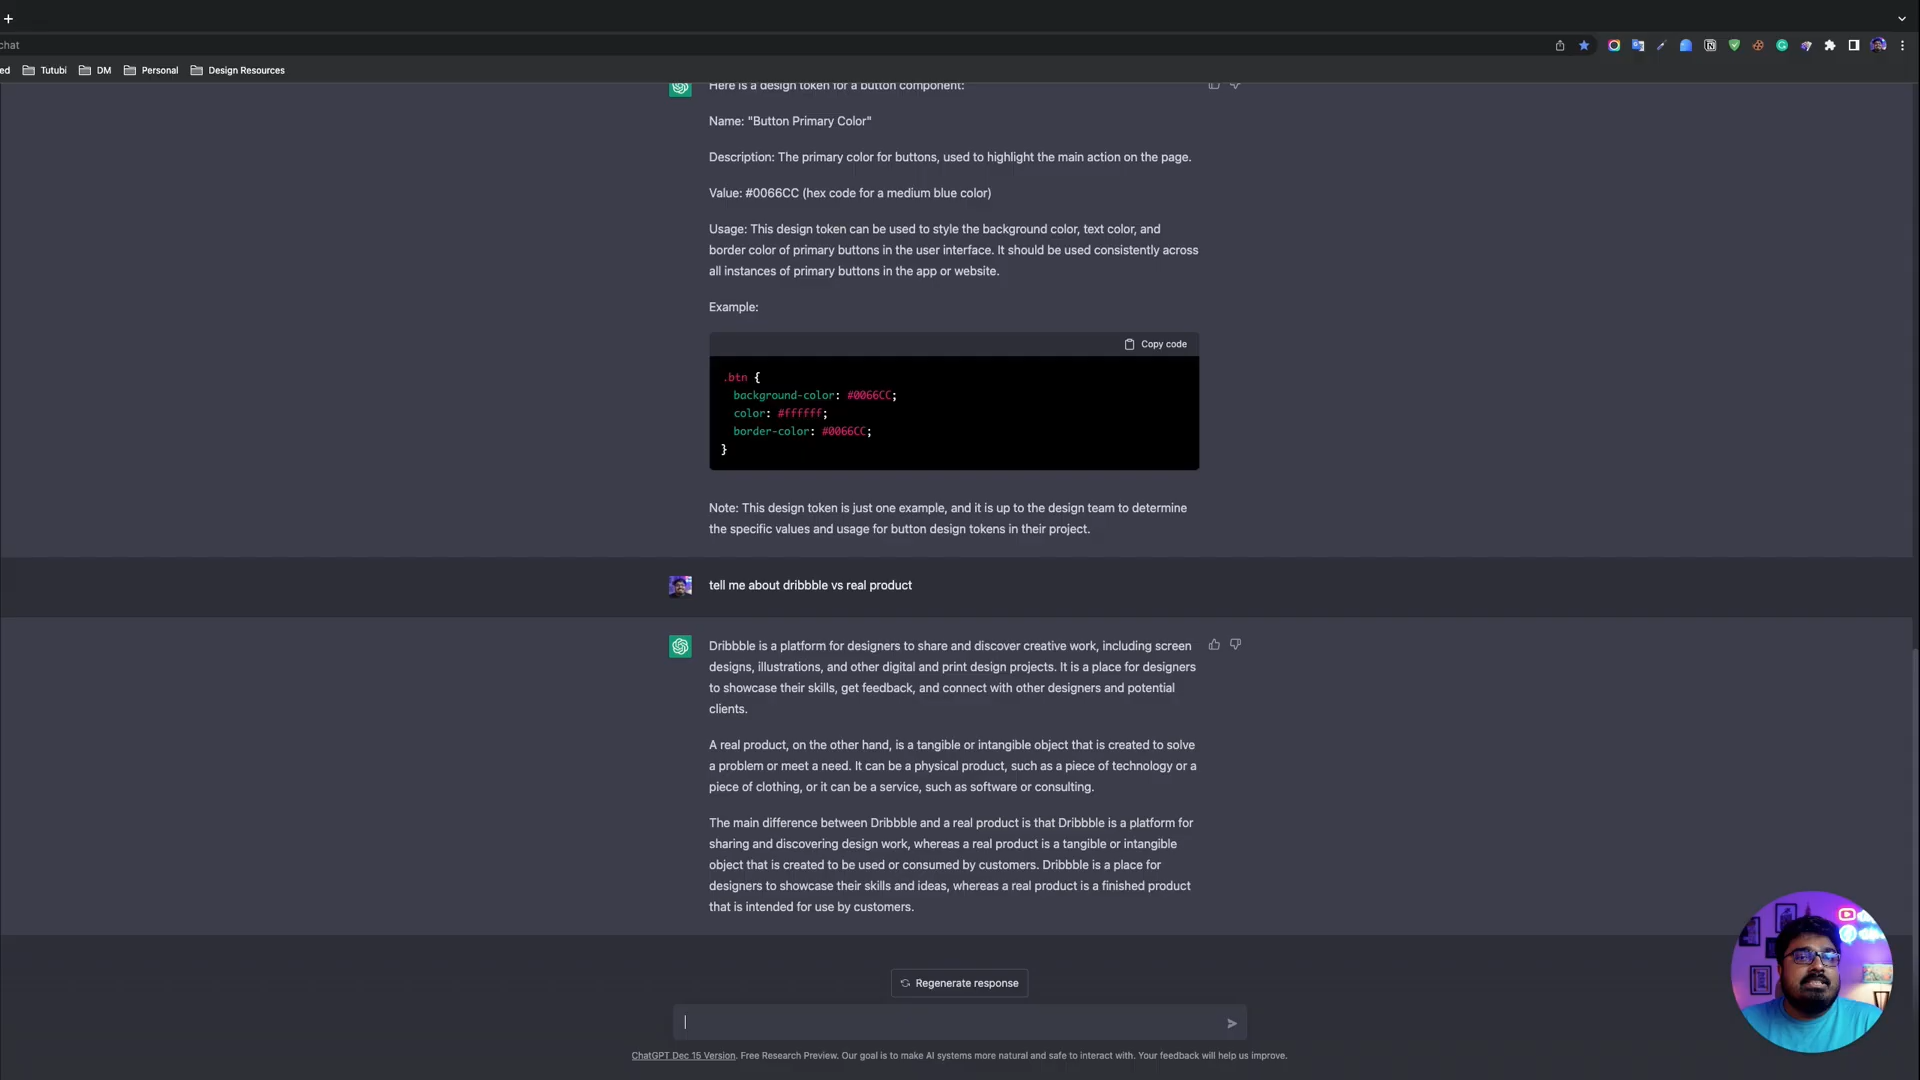 chat
ed Tutubi DM Personal Design Resources
Here is a design token for a button component:
Name: "Button Primary Color"
Description: The primary color for buttons, used to highlight the main action on the page.
Value: #0066CC (hex code for a medium blue color)
Usage: This design token can be used to style the background color, text color, and
border color of primary buttons in the user interface. It should be used consistently across
all instances of primary buttons in the app or website.
Example:
Copy code
.btn {
background-color: #0066CC;
color: #ffffff;
border-color: #0066CC;
}
Note: This design token is just one example, and it is up to the design team to determine
the specific values and usage for button design tokens in their project.
tell me about dribbble vs real product
Dribbble is a platform for designers to share and discover creative work, including screen
designs, illustrations, and other digital and print design projects. It is a place for designers
to showcase their skills, get feedback, and connect with other designers and potential
clients.
A real product, on the other hand, is a tangible or intangible object that is created to solve
a problem or meet a need. It can be a physical product, such as a piece of technology or a
piece of clothing, or it can be a service, such as software or consulting.
The main difference between Dribbble and a real product is that Dribbble is a platform for
sharing and discovering design work, whereas a real product is a tangible or intangible
object that is created to be used or consumed by customers. Dribbble is a place for
designers to showcase their skills and ideas, whereas a real product is a finished product
that is intended for use by customers.
Regenerate response
ChatGPT Dec 15 Version. Free Research Preview. Our goal is to make AI systems more natural and safe to interact with. Your feedback will help us improve.